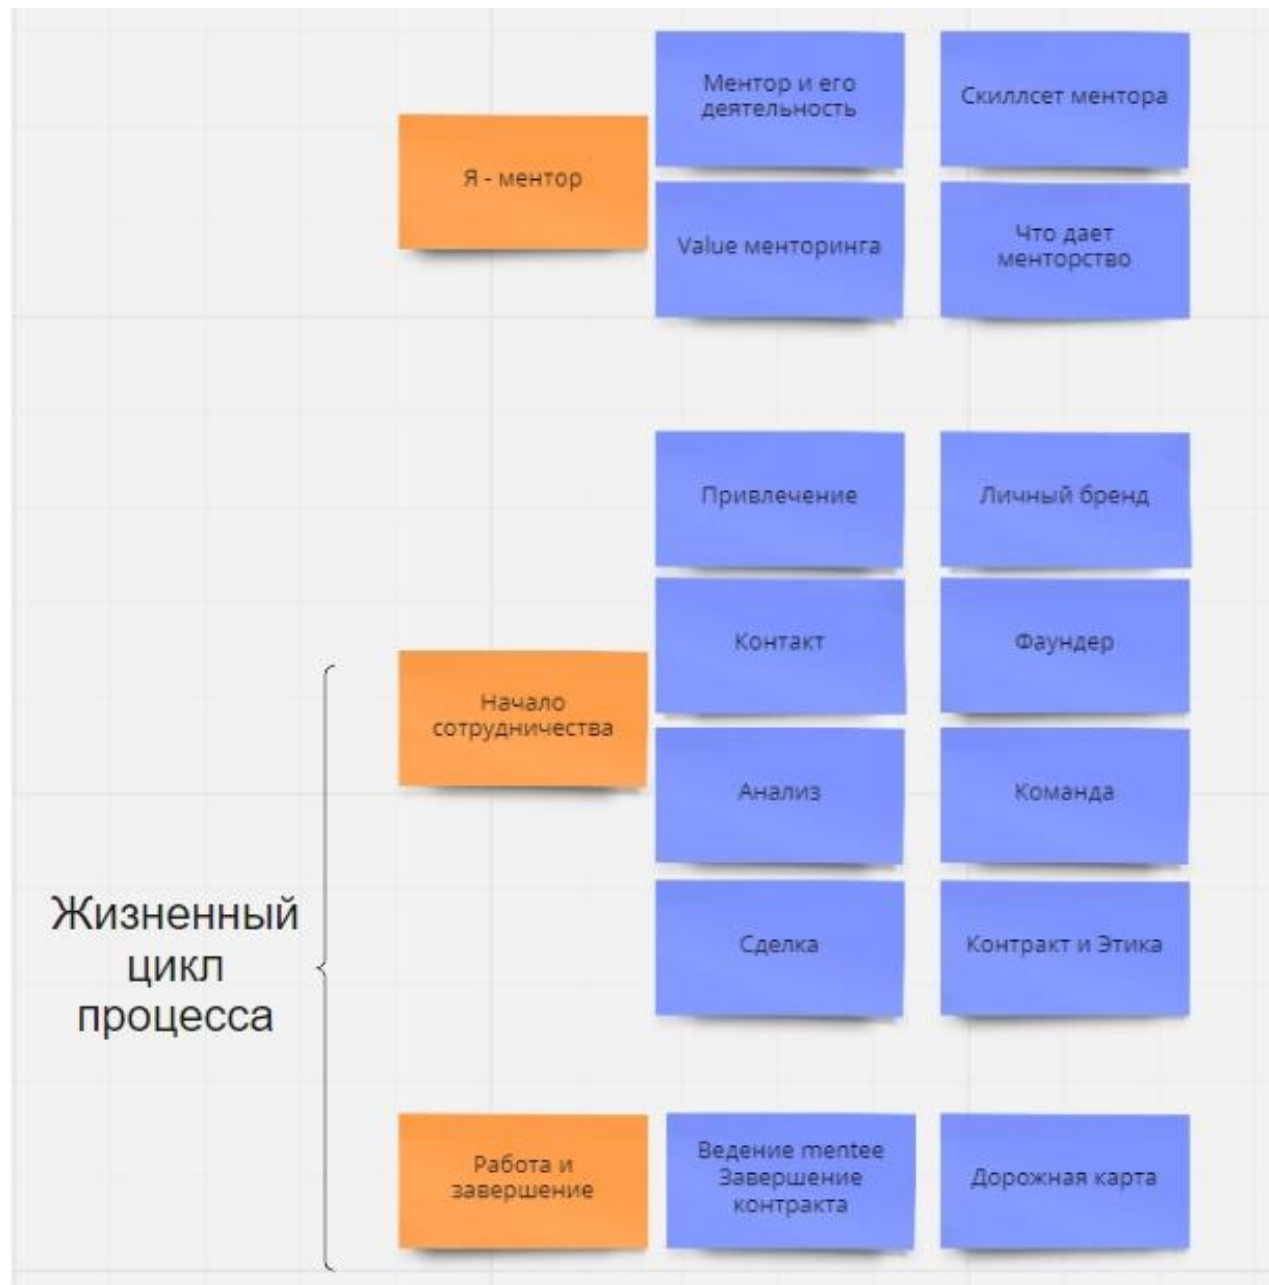 Ментор и его
деятельность
Скиллсет ментора
Я - ментор
Value менторинга
Что дает
менторство
Привлечение
Личный бренд
Контакт
Фаундер
Начало
сотрудничества
Анализ
Команда
Жизненный
цикл
процесса
Сделка
Контракт и Этика
Работа и
завершение
Ведение mentee
Завершение
контракта
Дорожная карта